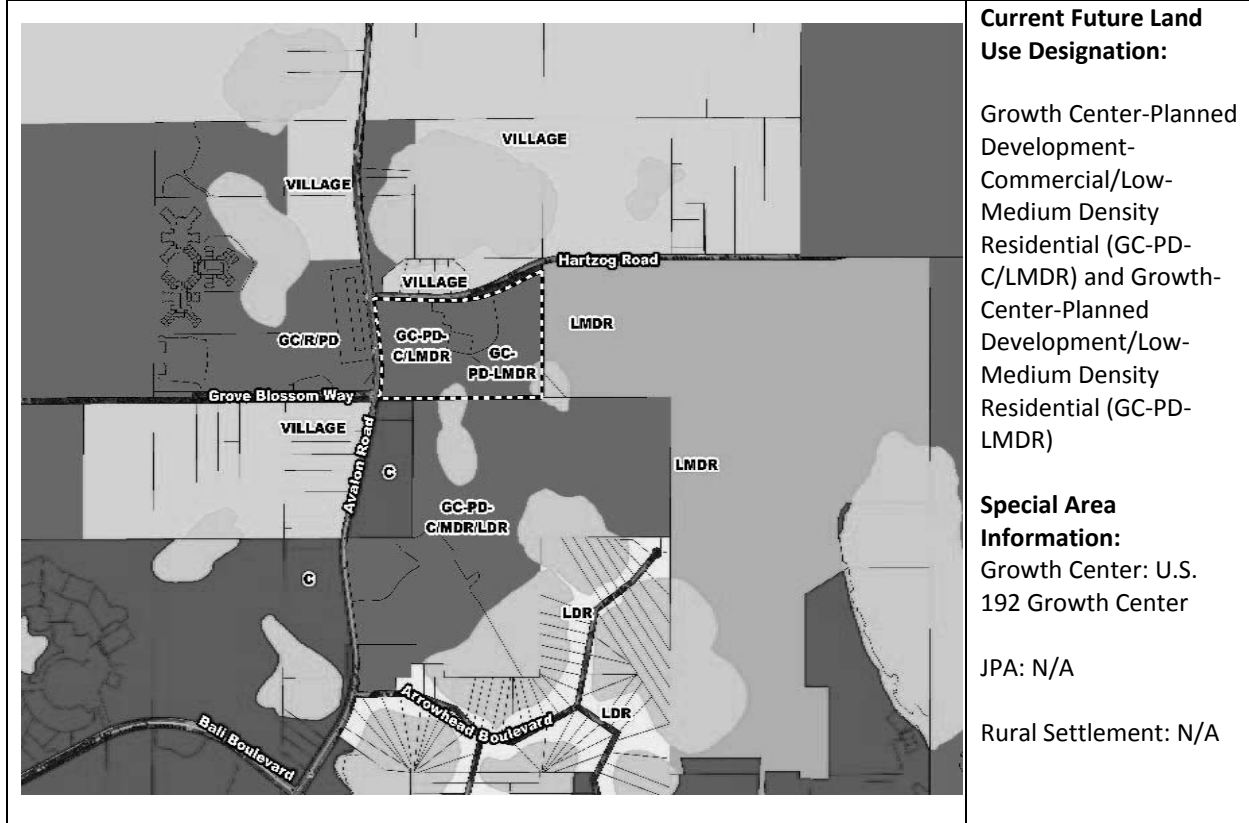 VILLAGE
VILLAGE
Hartzog Road
VILLAGE
LMDR
GC/R/PD
GC-PD-
C/LMDR
GC-
PD-LMDR
Grove Blossom Way
VILLAGE
Avalon Road
C
LMDR
GC-PD-
C/MDR/LDR
C
LDR
Arrowhead Boulevard
LDR
Bali Boulevard
Current Future Land
Use Designation:
Growth Center-Planned
Development-
Commercial/Low-
Medium Density
Residential (GC-PD-
C/LMDR) and Growth-
Center-Planned
Development/Low-
Medium Density
Residential (GC-PD-
LMDR)
Special Area
Information:
Growth Center: U.S.
192 Growth Center
JPA: N/A
Rural Settlement: N/A